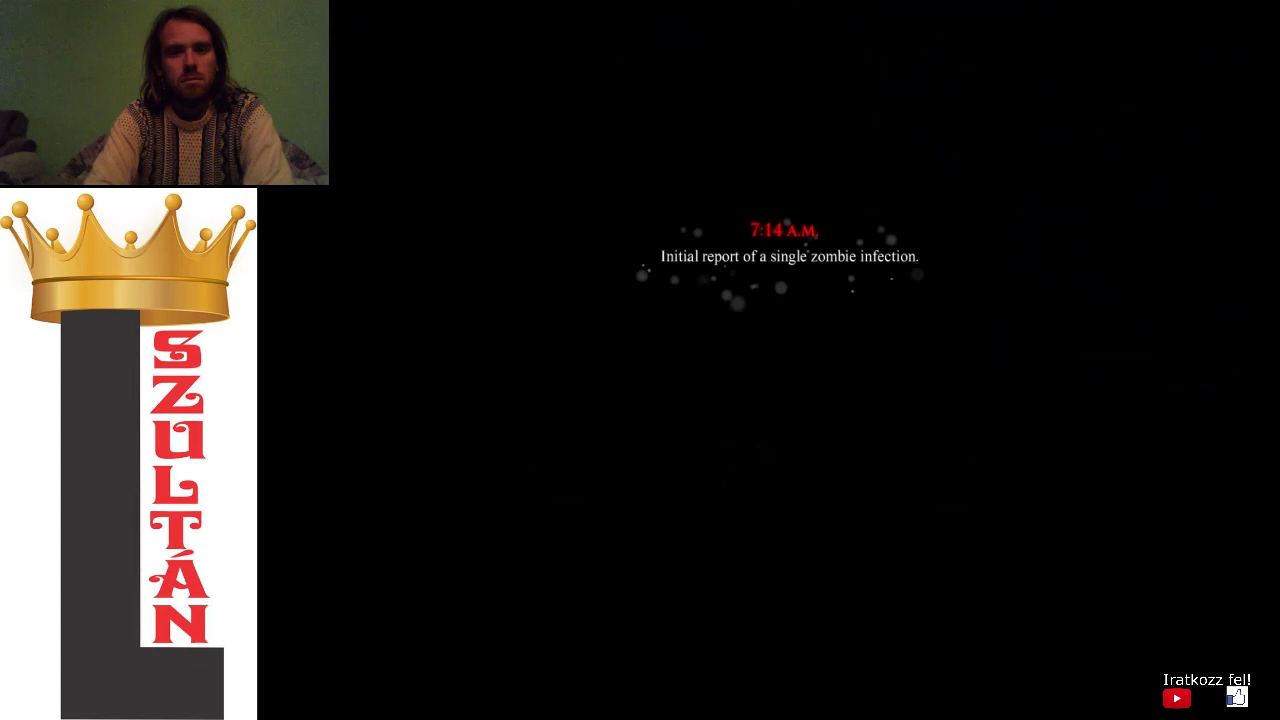 7:14 A.M.
Initial report of a single zombie infection.
L
SZULTÁN
Iratkozz fel!